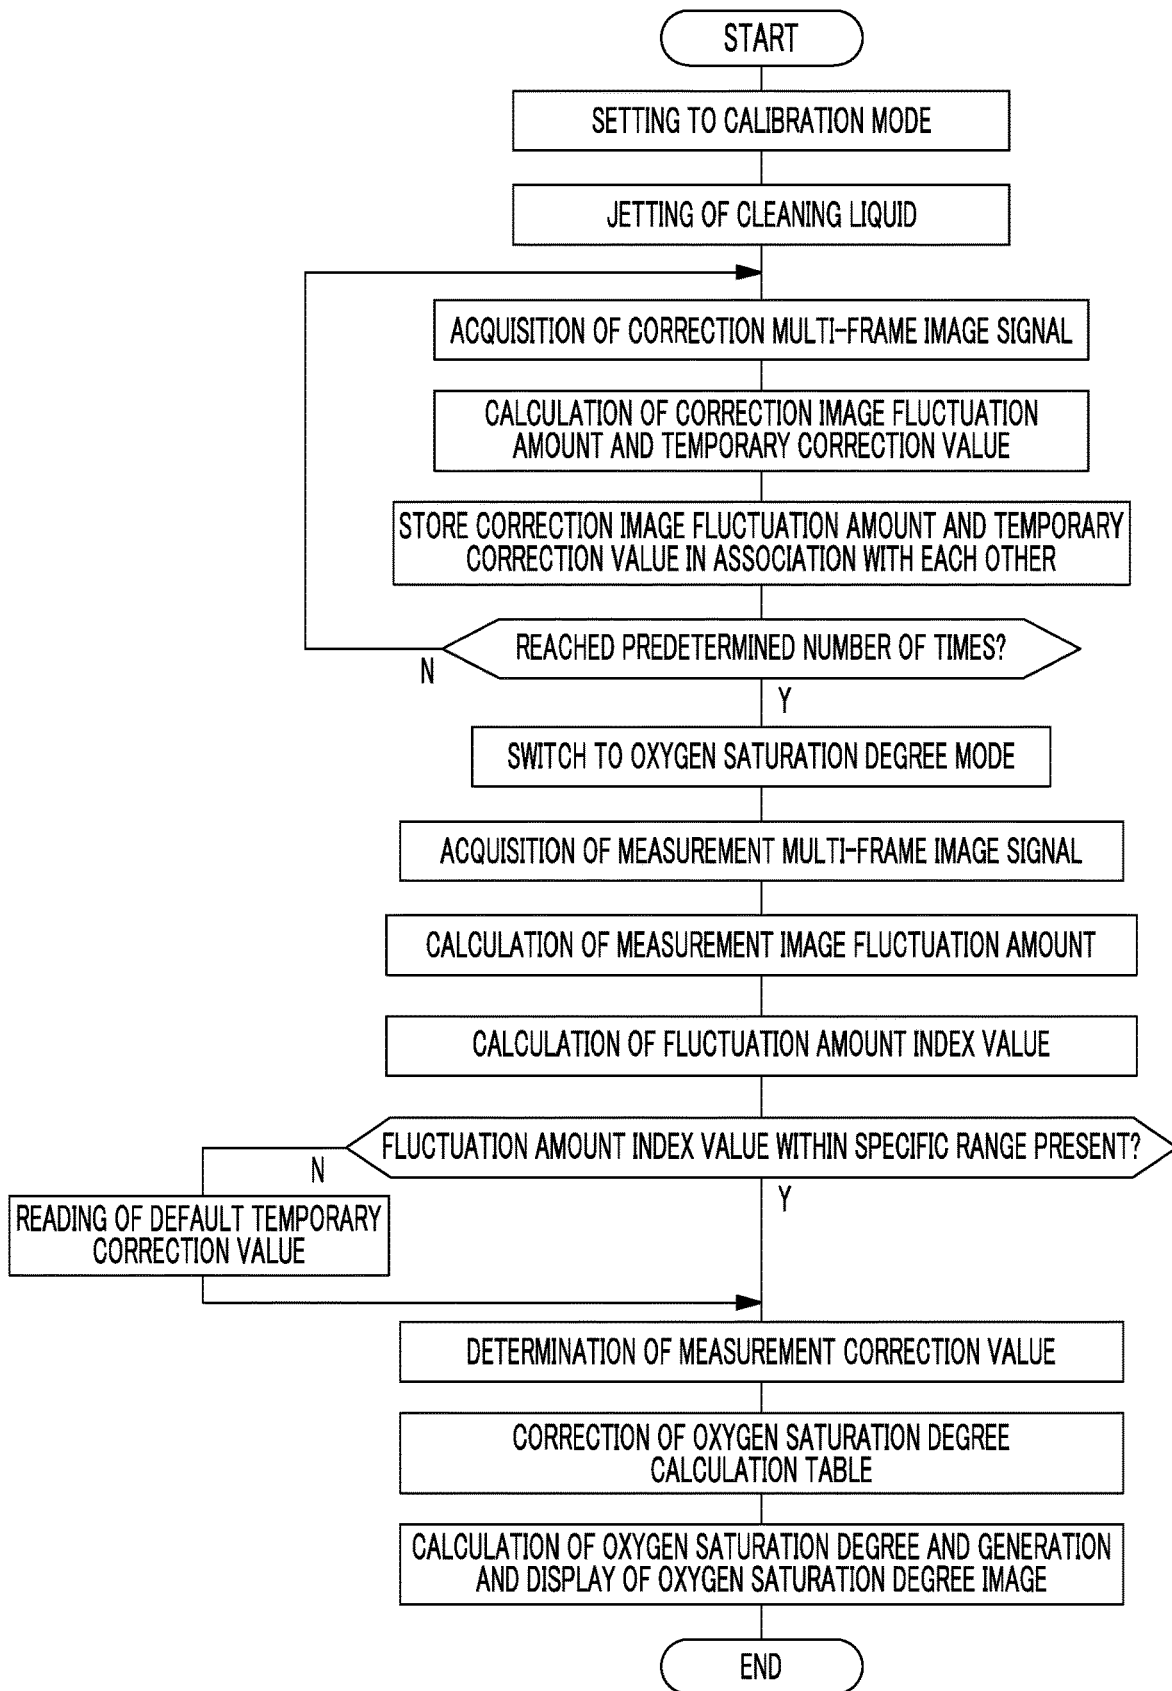 START
SETTING TO CALIBRATION MODE
JETTING OF CLEANING LIQUID
ACQUISITION OF CORRECTION MULTI-FRAME IMAGE SIGNAL
CALCULATION OF CORRECTION IMAGE FLUCTUATION
AMOUNT AND TEMPORARY CORRECTION VALUE
STORE CORRECTION IMAGE FLUCTUATION AMOUNT AND TEMPORARY
CORRECTION VALUE IN ASSOCIATION WITH EACH OTHER
REACHED PREDETERMINED NUMBER OF TIMES?
N
Y
SWITCH TO OXYGEN SATURATION DEGREE MODE
ACQUISITION OF MEASUREMENT MULTI-FRAME IMAGE SIGNAL
CALCULATION OF MEASUREMENT IMAGE FLUCTUATION AMOUNT
CALCULATION OF FLUCTUATION AMOUNT INDEX VALUE
FLUCTUATION AMOUNT INDEX VALUE WITHIN SPECIFIC RANGE PRESENT?
N
Y
READING OF DEFAULT TEMPORARY
CORRECTION VALUE
DETERMINATION OF MEASUREMENT CORRECTION VALUE
CORRECTION OF OXYGEN SATURATION DEGREE
CALCULATION TABLE
CALCULATION OF OXYGEN SATURATION DEGREE AND GENERATION
AND DISPLAY OF OXYGEN SATURATION DEGREE IMAGE
END